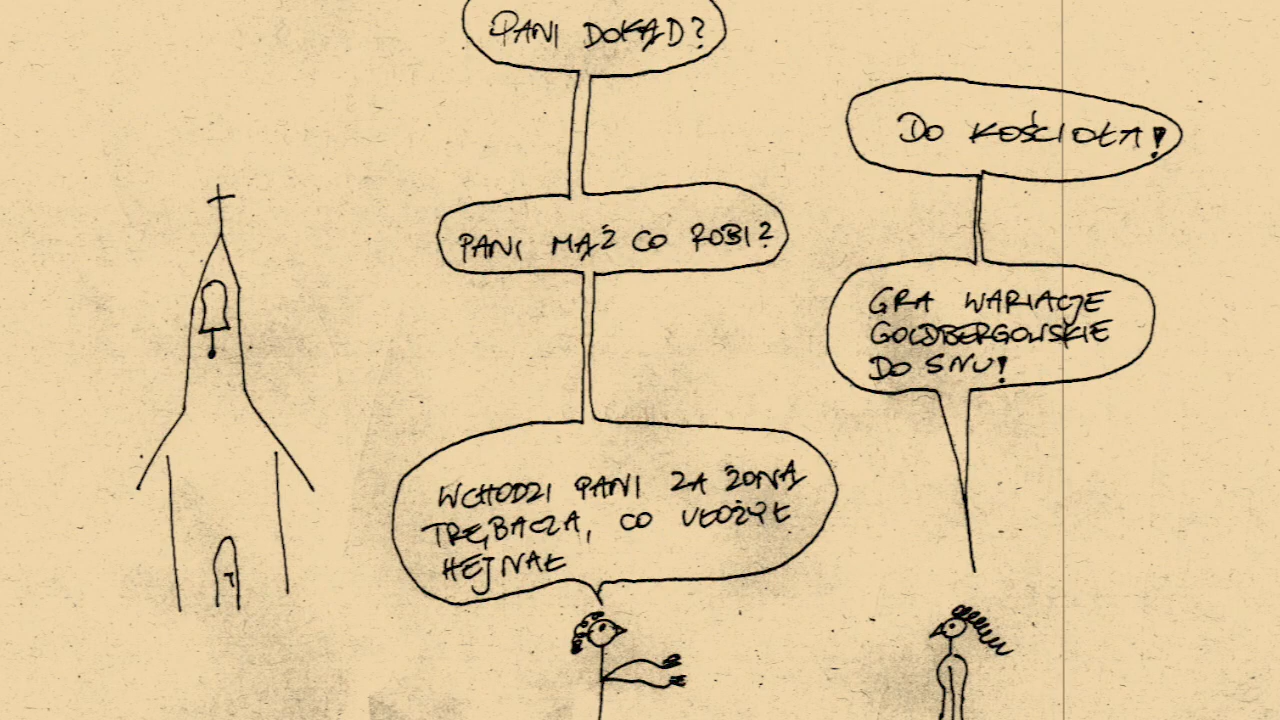 PANI DOKĄD?
DO KOŚCIOŁA!
PANI MĄŻ CO ROBI?
GRA WARIACJE
GOLDBERGOWSKIE
DO SNU!
WCHODZI PANI ZA ŻONĄ
TRĘBACZA, CO UŁOŻYŁ
HEJNAŁ